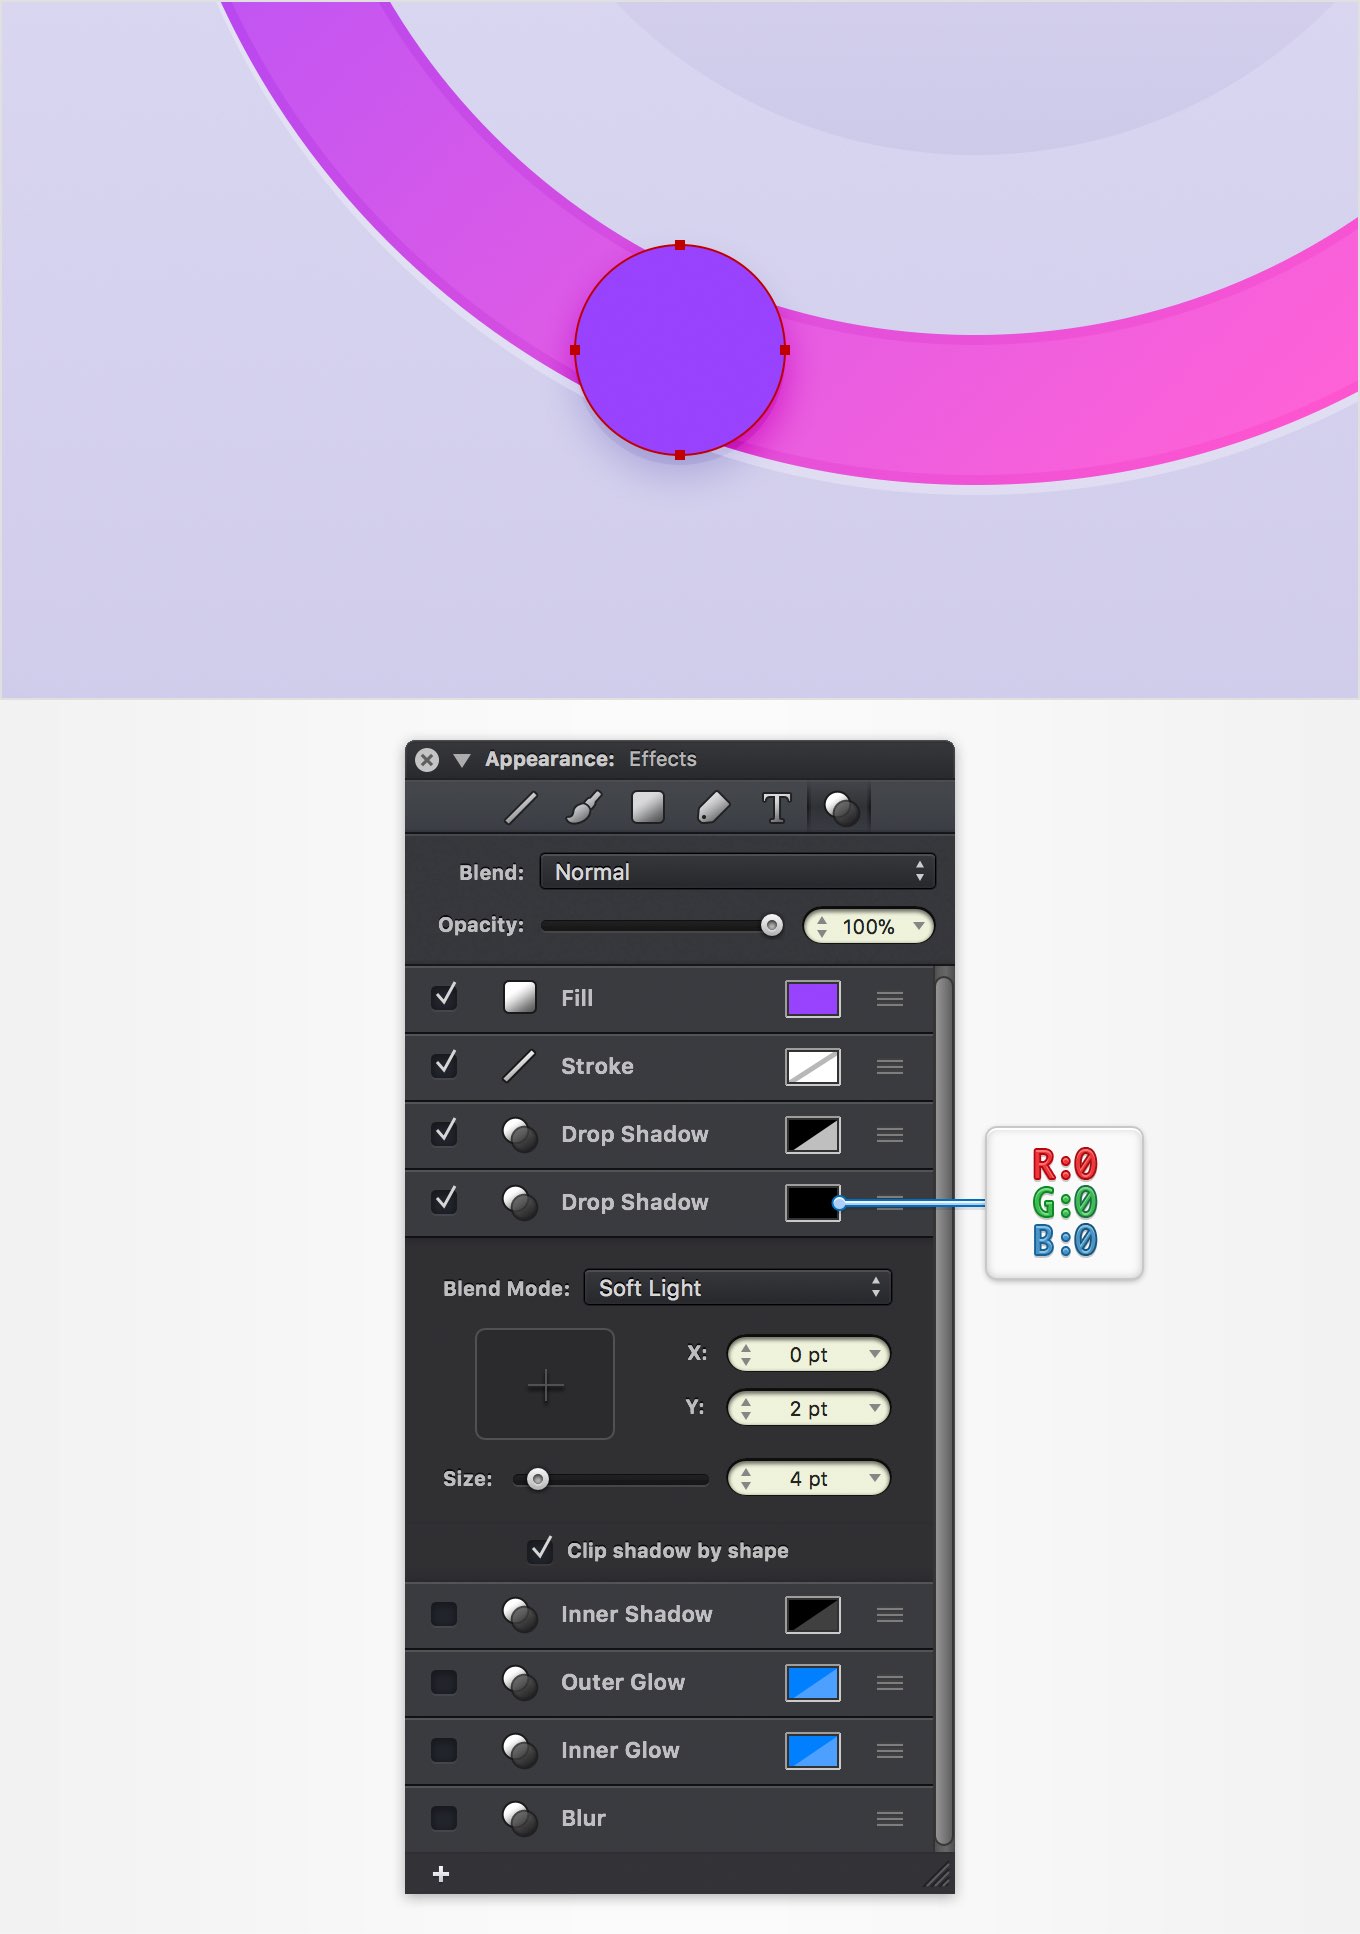 Appearance: Effects
T
Blend: Normal
Opacity: 100%
Fill
Stroke
Drop Shadow
Drop Shadow
R:0
G:0
B:0
Blend Mode: Soft Light
X: 0 pt
Y: 2 pt
Size: 4 pt
Clip shadow by shape
Inner Shadow
Outer Glow
Inner Glow
Blur